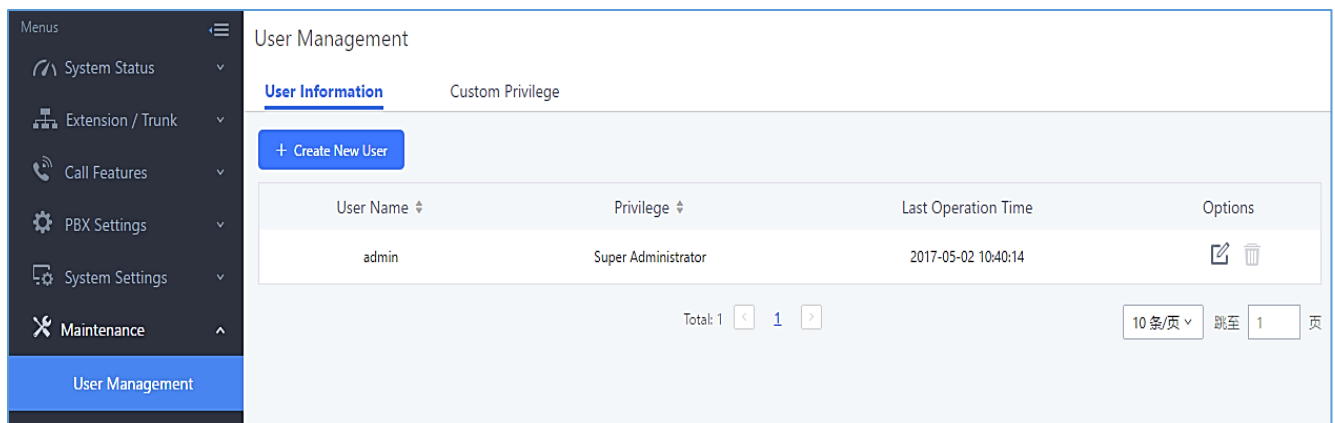 Menus
System Status
Extension / Trunk
Call Features
PBX Settings
System Settings
Maintenance
User Management
User Management
User Information Custom Privilege
+ Create New User
User Name Privilege Last Operation Time Options
admin Super Administrator 2017-05-02 10:40:14
Total: 1 < 1 > 10 条/页 跳至 1 页